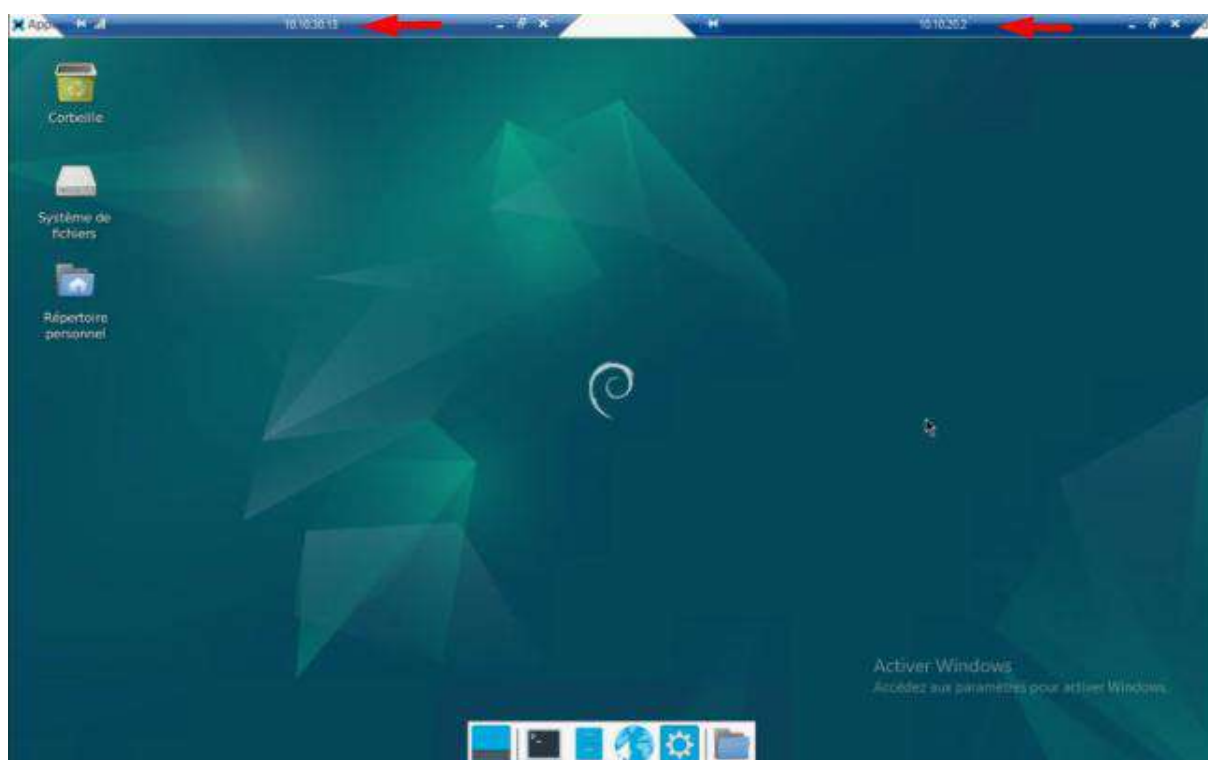 App
10.10.30.13
10.10.20.2
Corbeille
Système de
fichiers
Répertoire
personnel
Activer Windows
Accédez aux paramètres pour activer Windows.